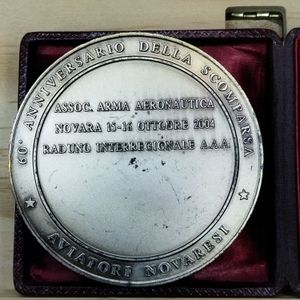 60° ANNIVERSARIO DELLA SCOMPARSA
ASSOC. ARMA AERONAUTICA
NOVARA 15-16 OTTOBRE 2004
RADUNO INTERREGIONALE A.A.A.
AVIATORI NOVARESI